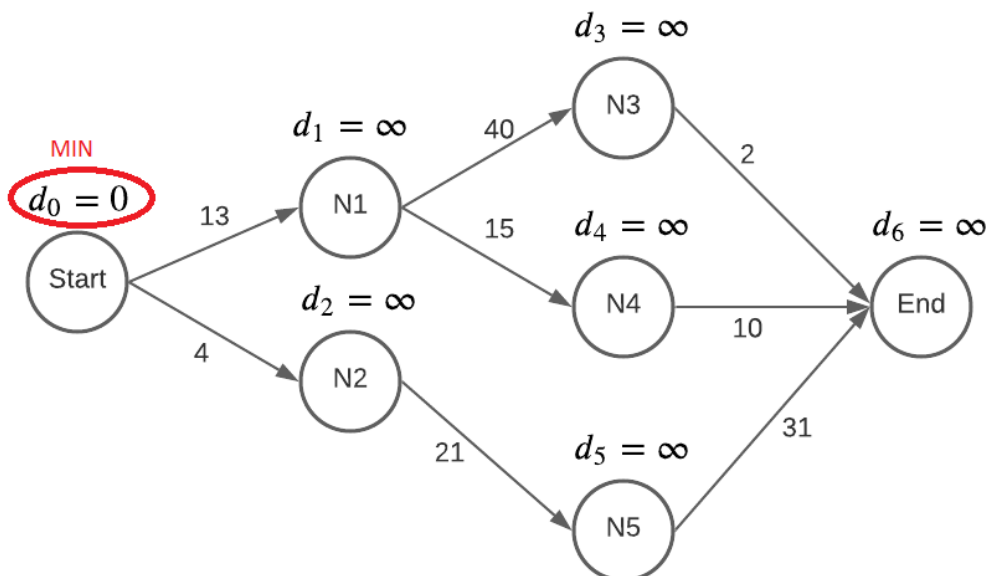 d₃ = ∞
N3
d₁ = ∞
40
MIN
2
d₀ = 0
13
N1
15
d₄ = ∞
d₆ = ∞
Start
d₂ = ∞
N4
End
10
4
N2
21
d₅ = ∞
31
N5